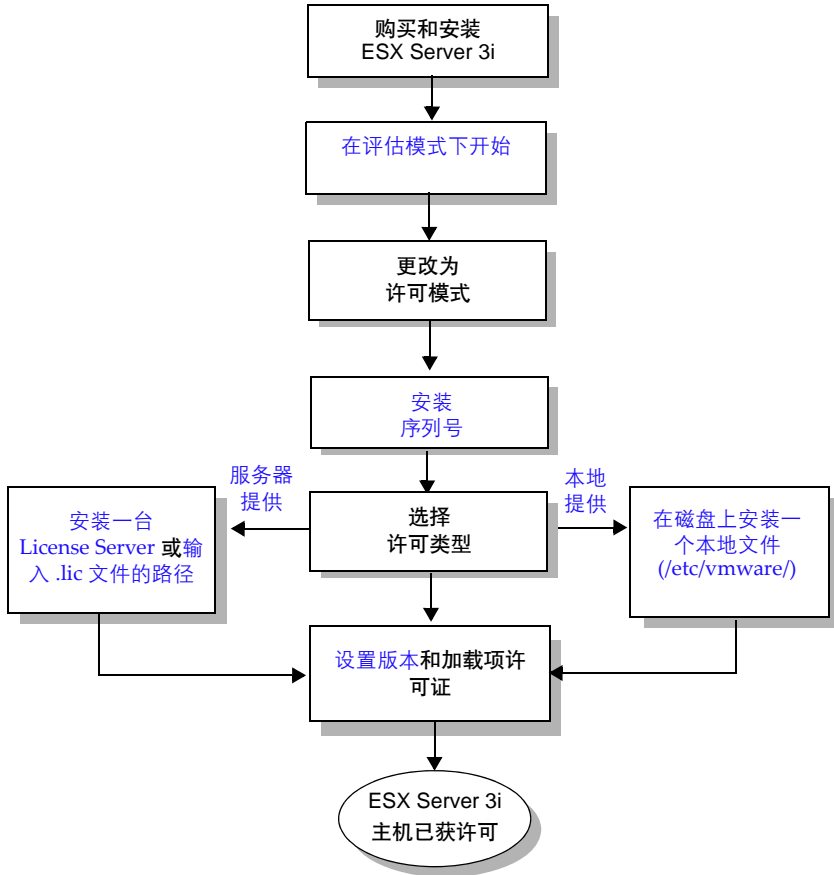 购买和安装
ESX Server 3i
在评估模式下开始
更改为
许可模式
安装
序列号
服务器
提供
本地
提供
安装一台
License Server 或输
入 .lic 文件的路径
选择
许可类型
在磁盘上安装一
个本地文件
(/etc/vmware/)
设置版本和加载项许
可证
ESX Server 3i
主机已获许可